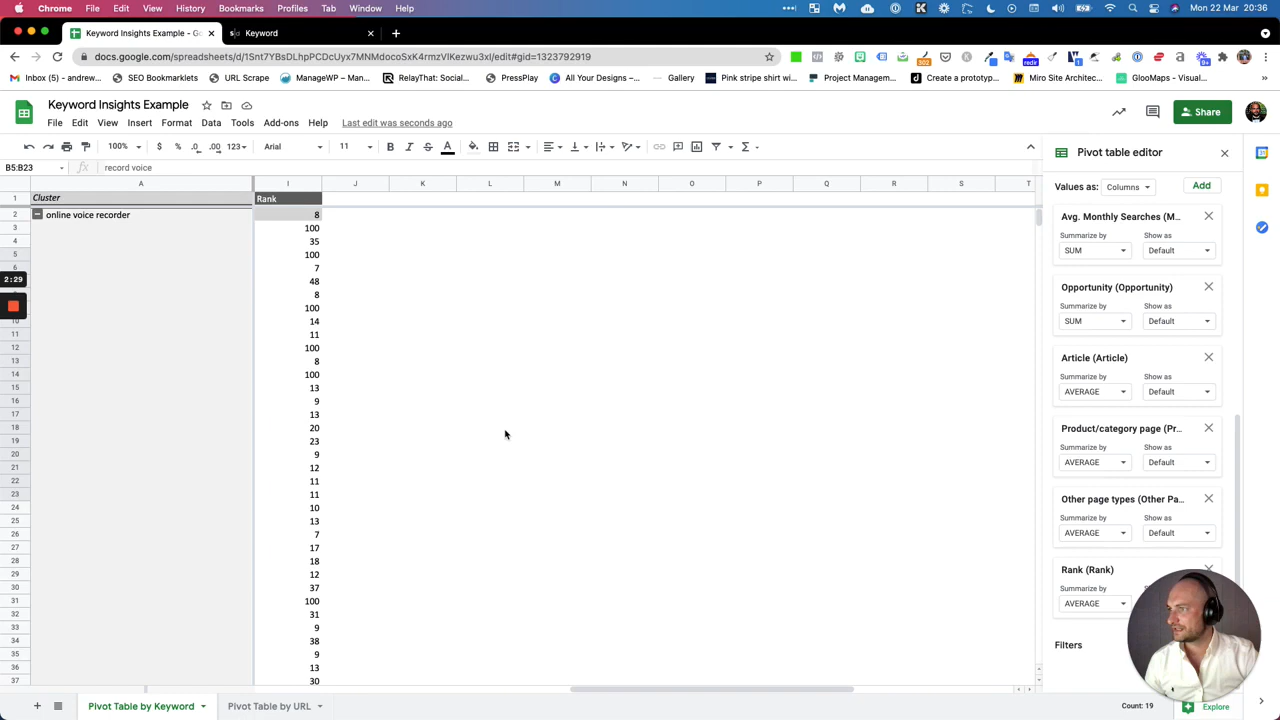 Chrome File Edit View History Bookmarks Profiles Tab Window Help
Mon 22 Mar 20:36
Keyword Insights Example - Go
Keyword
docs.google.com/spreadsheets/d/1Snt7YBsDLhpPCDcUyx7MNMdocoSxK4rmzVIKezwu3xI/edit#gid=1323792919
Inbox (5) - andrew...
SEO Bookmarklets
URL Scrape
ManageWP – Man...
RelayThat: Social...
PressPlay
All Your Designs –...
Gallery
Pink stripe shirt wi...
Project Managem...
Create a prototyp...
Miro Site Architec...
GlooMaps – Visual...
»
Keyword Insights Example
File Edit View Insert Format Data Tools Add-ons Help
Last edit was seconds ago
Share
100% $ % .0 .00 123 Arial 11 B I S A
Pivot table editor
B5:B23 fx record voice
A I J K L M N O P Q R S T
1 Cluster Rank
2 online voice recorder 8
3 100
4 35
5 100
6 7
48
8
100
10 14
11 11
12 100
13 8
14 100
15 13
16 9
17 13
18 20
19 23
20 9
21 12
22 11
23 11
24 10
25 13
26 7
27 17
28 18
29 12
30 37
31 100
32 31
33 9
34 38
35 9
36 13
37 30
2:29
Values as: Columns Add
Avg. Monthly Searches (M...
Summarize by Show as
SUM Default
Opportunity (Opportunity)
Summarize by Show as
SUM Default
Article (Article)
Summarize by Show as
AVERAGE Default
Product/category page (Pr...
Summarize by Show as
AVERAGE Default
Other page types (Other Pa...
Summarize by Show as
AVERAGE Default
Rank (Rank)
Summarize by
AVERAGE
Filters
Pivot Table by Keyword
Pivot Table by URL
Count: 19
Explore